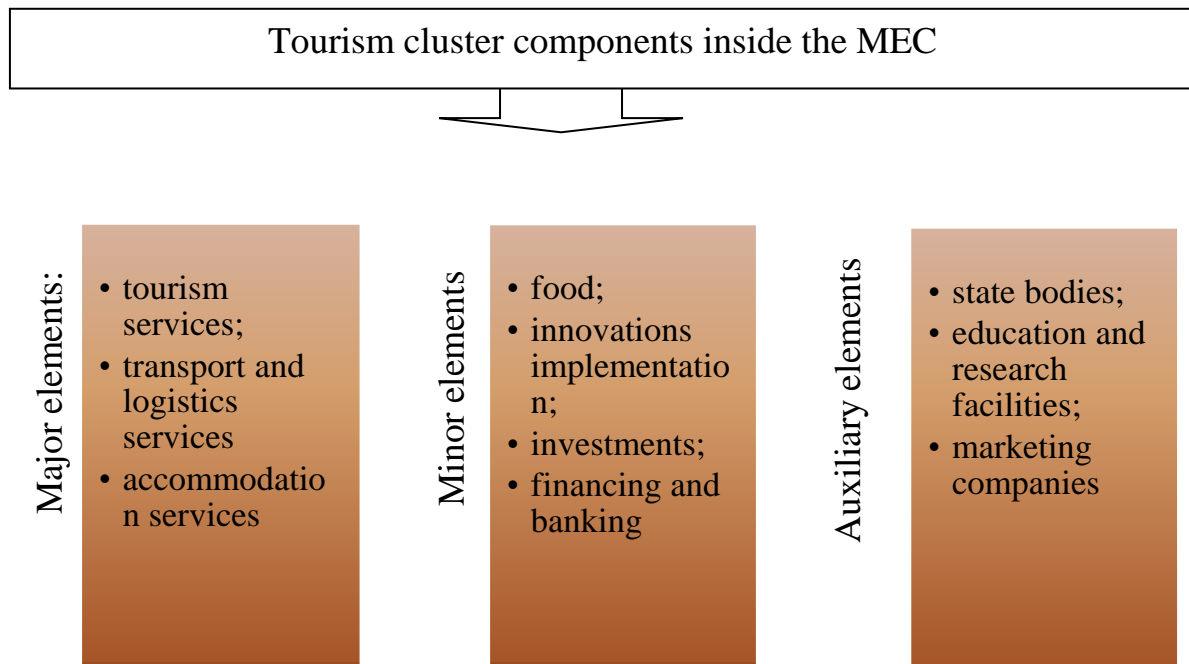 Tourism cluster components inside the MEC
Major elements:
• tourism
services;
• transport and
logistics
services
• accommodatio
n services
Minor elements
• food;
• innovations
implementatio
n;
• investments;
• financing and
banking
Auxiliary elements
• state bodies;
• education and
research
facilities;
• marketing
companies